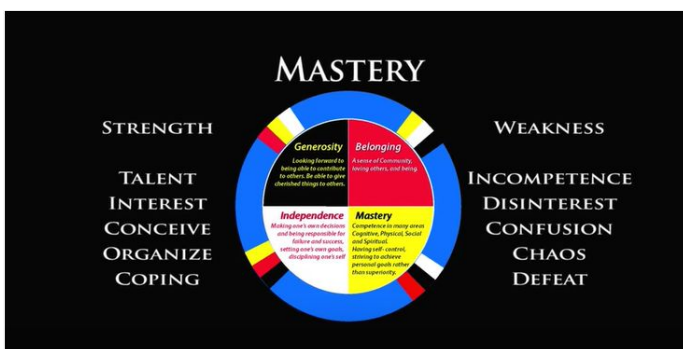 MASTERY
STRENGTH
TALENT
INTEREST
CONCEIVE
ORGANIZE
COPING
Generosity
Looking forward to
being able to contribute
to others. Be able to give
cherished things to others.
Belonging
A sense of Community,
loving others, and being.
Independence
Making one's own decisions
and being responsible for
failure and success,
setting one's own goals,
disciplining one's self
Mastery
Competence in many areas
Cognitive, Physical, Social
and Spiritual.
Having self- control,
striving to achieve
personal goals rather
than superiority.
WEAKNESS
INCOMPETENCE
DISINTEREST
CONFUSION
CHAOS
DEFEAT